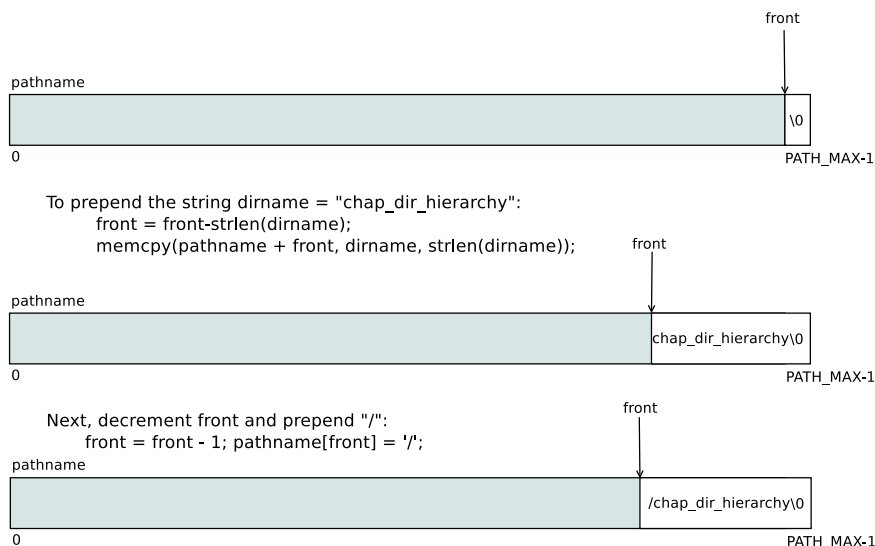 front
pathname
\0
0
PATH_MAX-1
To prepend the string dirname = "chap_dir_hierarchy":
front = front-strlen(dirname);
memcpy(pathname + front, dirname, strlen(dirname));
front
pathname
chap_dir_hierarchy\0
0
PATH_MAX-1
Next, decrement front and prepend "/":
front = front - 1; pathname[front] = '/';
front
pathname
/chap_dir_hierarchy\0
0
PATH_MAX-1